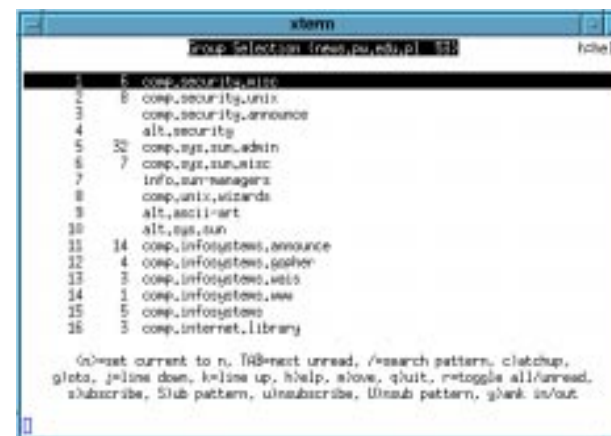 xterm
Group Selection (news.pw.edu.pl 53)
h=hel
1 6 comp.security.misc
2 8 comp.security.unix
3 comp.security.announce
4 alt.security
5 32 comp.sys.sun.admin
6 7 comp.sys.sun.misc
7 info.sun-managers
8 comp.unix.wizards
9 alt.ascii-art
10 alt.sys.sun
11 14 comp.infosystems.announce
12 4 comp.infosystems.gopher
13 3 comp.infosystems.wais
14 1 comp.infosystems.www
15 5 comp.infosystems
16 3 comp.internet.library
<n>=set current to n, TAB=next unread, /=search pattern, c)atchup,
g)oto, j=line down, k=line up, h)elp, m)ove, q)uit, r=toggle all/unread,
s)ubscribe, S)ub pattern, u)nsubscribe, U)nsub pattern, y)ank in/out